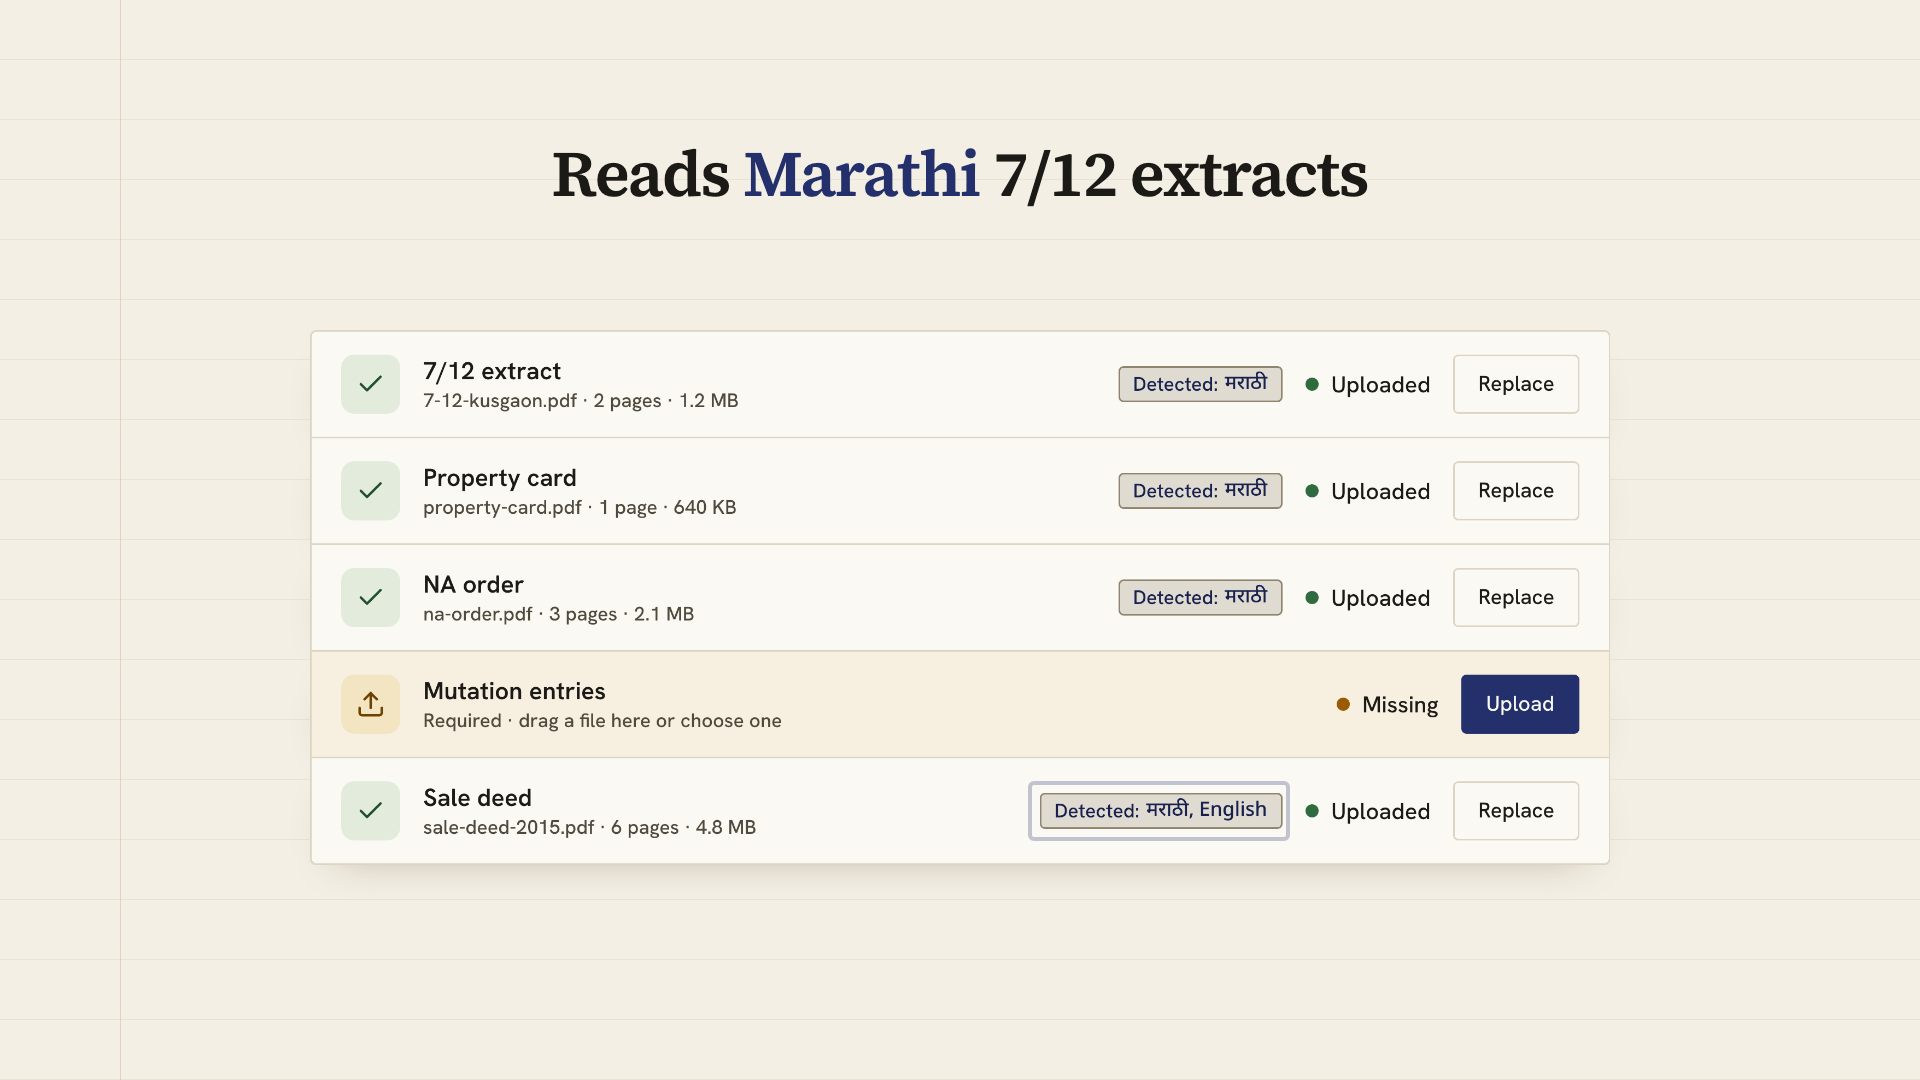 Reads Marathi 7/12 extracts
7/12 extract
7-12-kusgaon.pdf · 2 pages · 1.2 MB
Detected: मराठी
Uploaded
Replace
Property card
property-card.pdf · 1 page · 640 KB
Detected: मराठी
Uploaded
Replace
NA order
na-order.pdf · 3 pages · 2.1 MB
Detected: मराठी
Uploaded
Replace
Mutation entries
Required · drag a file here or choose one
Missing
Upload
Sale deed
sale-deed-2015.pdf · 6 pages · 4.8 MB
Detected: मराठी, English
Uploaded
Replace